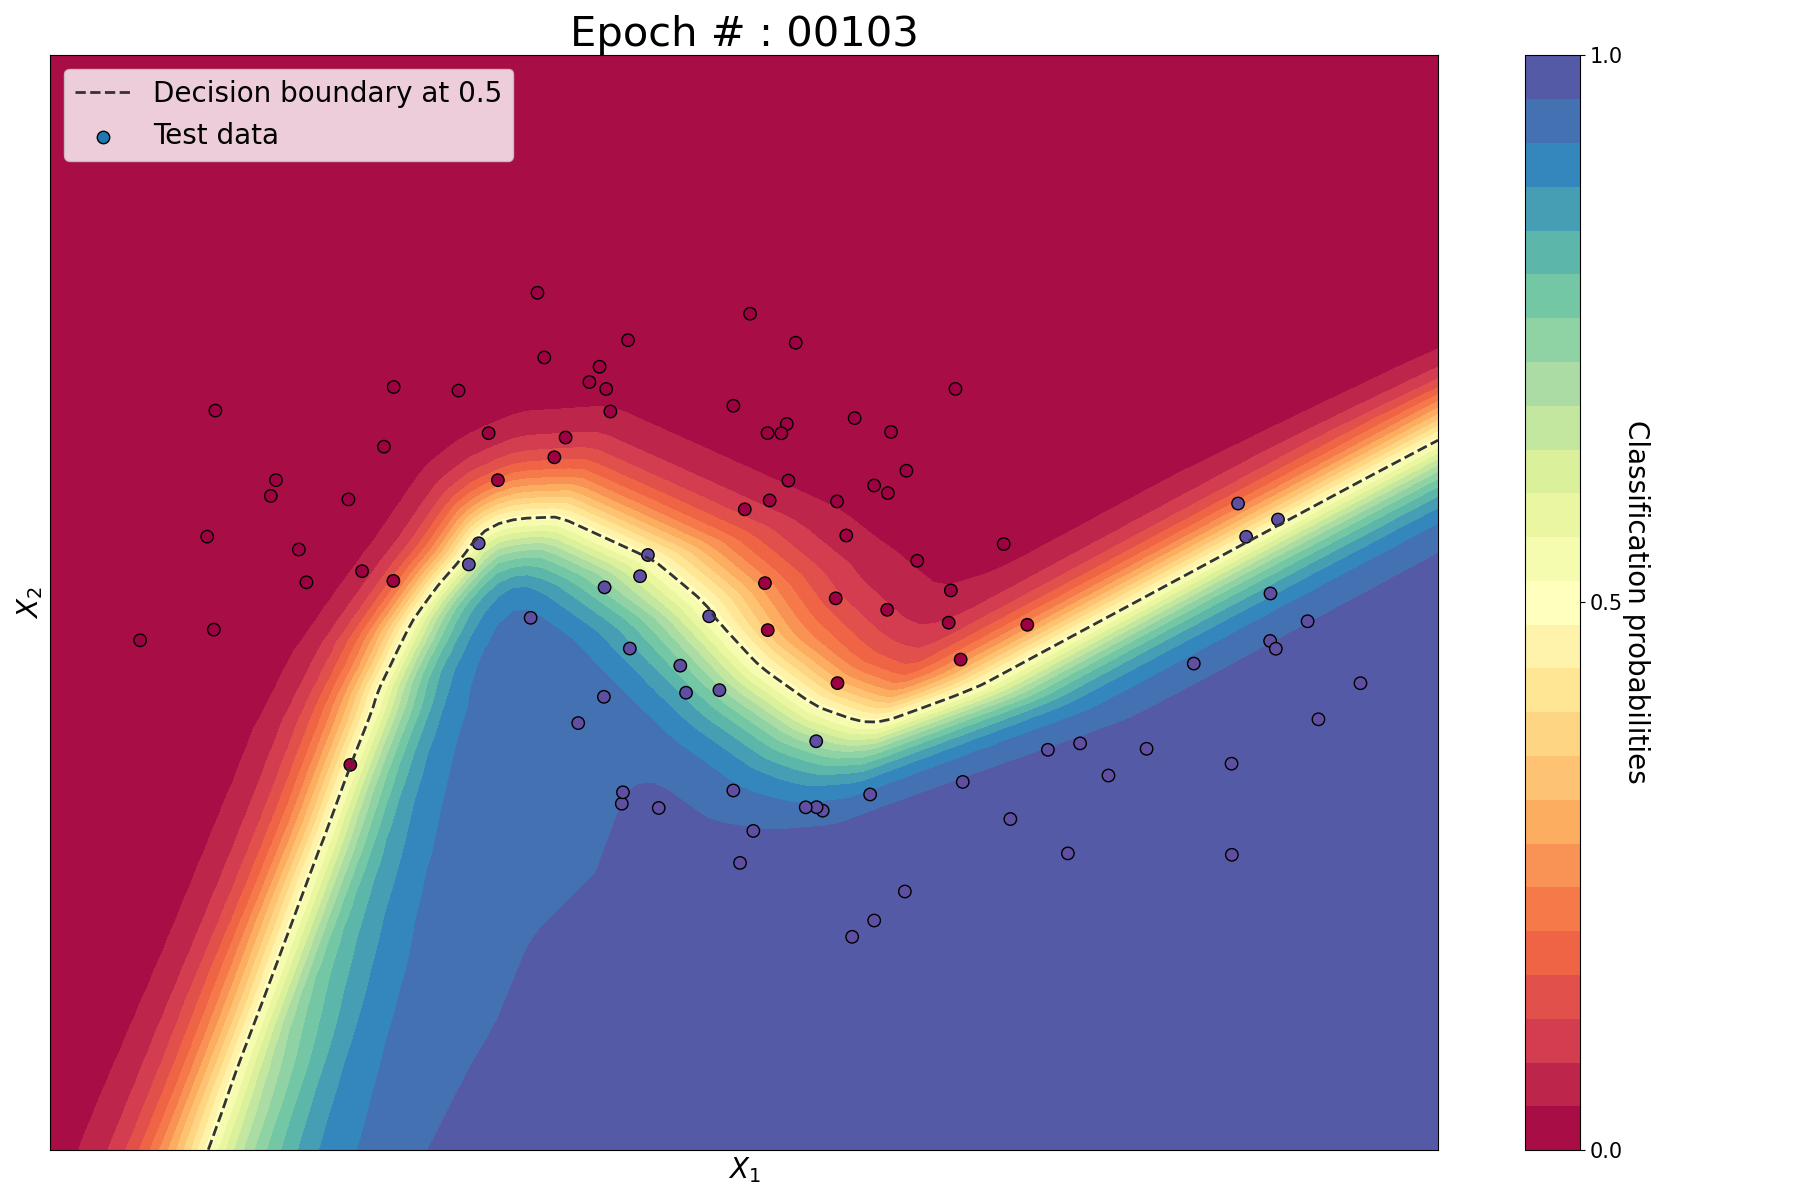 Epoch # : 00103
Decision boundary at 0.5
Test data
X₂
X₁
1.0
0.5
0.0
Classification probabilities